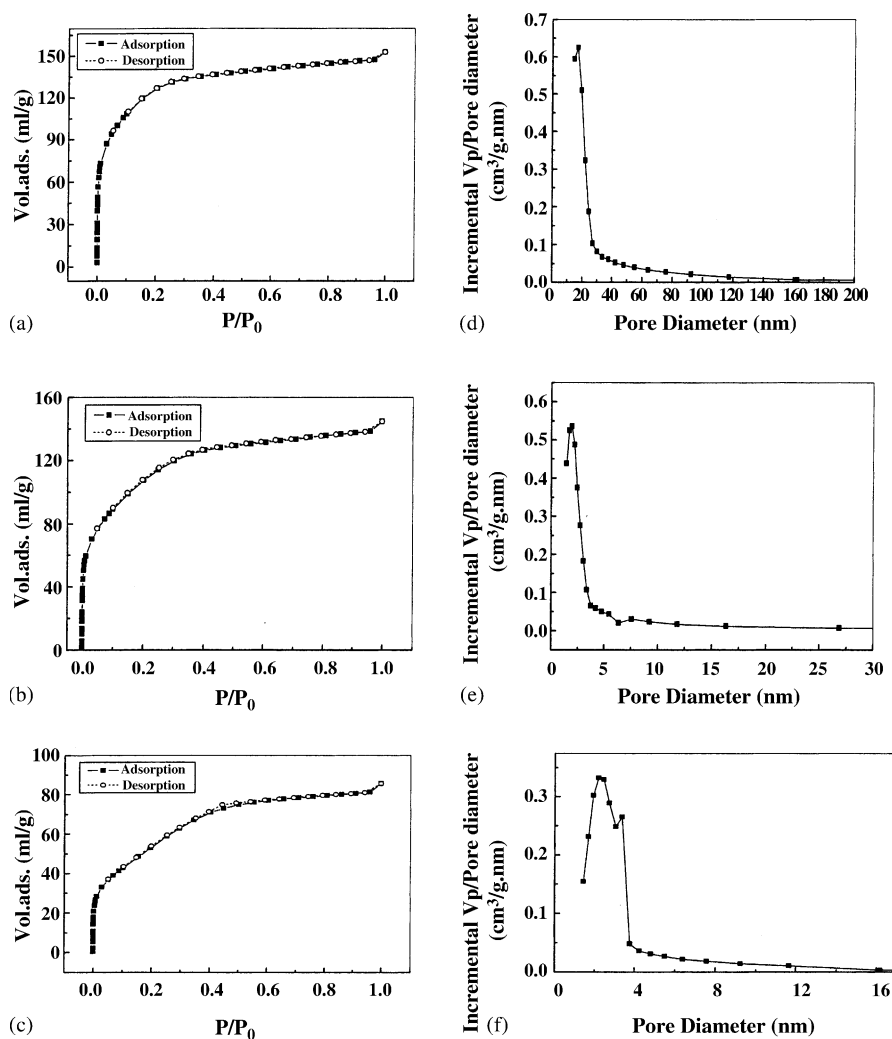 Adsorption
Desorption
150
120
90
60
30
0
Vol.ads. (ml/g)
0.0 0.2 0.4 0.6 0.8 1.0
P/P0
(a)
0.7
0.6
0.5
0.4
0.3
0.2
0.1
0.0
Incremental Vp/Pore diameter
(cm3/g.nm)
0 20 40 60 80 100 120 140 160 200
Pore Diameter (nm)
(d)
Adsorption
Desorption
160
120
80
40
0
Vol.ads. (ml/g)
0.0 0.2 0.4 0.6 0.8 1.0
P/P0
(b)
0.6
0.5
0.4
0.3
0.2
0.1
0.0
Incremental Vp/Pore diameter
(cm3/g.nm)
0 5 10 15 20 25 30
Pore Diameter (nm)
(e)
Adsorption
Desorption
100
80
60
40
20
0
Vol.ads. (ml/g)
0.0 0.2 0.4 0.6 0.8 1.0
P/P0
(c)
0.3
0.2
0.1
0.0
Incremental Vp/Pore diameter
(cm3/g.nm)
0 4 8 12 16
Pore Diameter (nm)
(f)